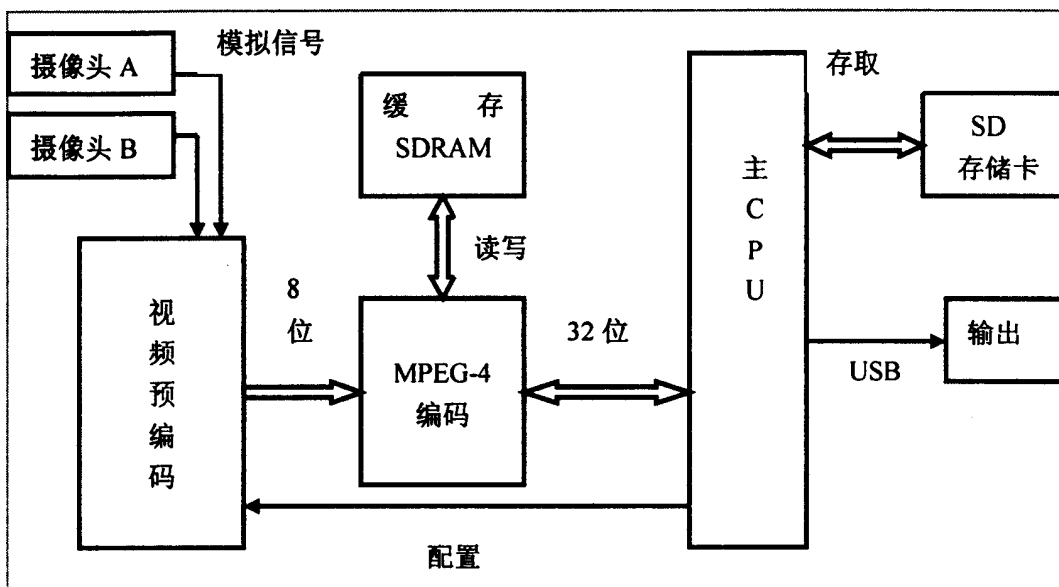 模拟信号
摄像头 A
摄像头 B
缓 存
SDRAM
读写
视
频
预
编
码
8
位
MPEG-4
编码
32 位
主
C
P
U
存取
SD
存储卡
输出
USB
配置